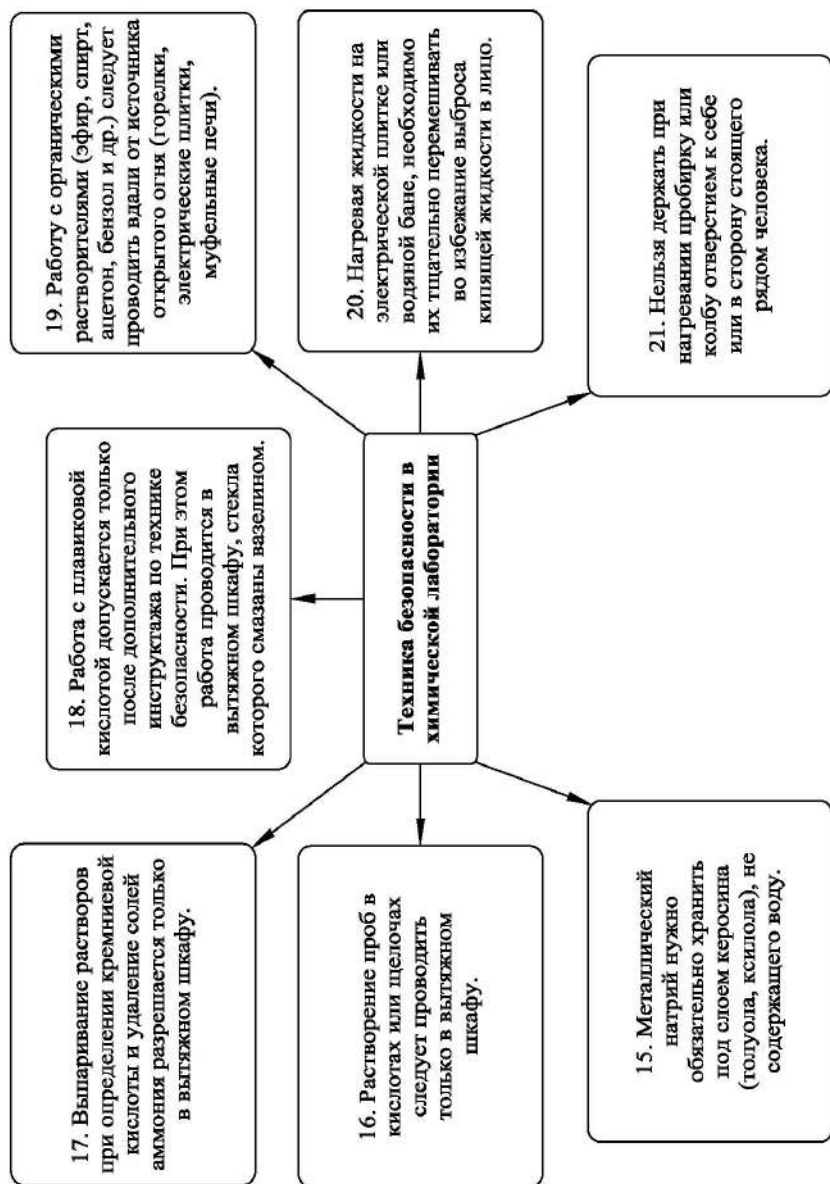 17. Выпаривание растворов
при определении кремниевой
кислоты и удаление солей
аммония разрешается только
в вытяжном шкафу.
18. Работа с плавиковой
кислотой допускается только
после дополнительного
инструктажа по технике
безопасности. При этом
работа проводится в
вытяжном шкафу, стекла
которого смазаны вазелином.
19. Работу с органическими
растворителями (эфир, спирт,
ацетон, бензол и др.) следует
проводить вдали от источника
открытого огня (горелки,
электрические плитки,
муфельные печи).
16. Растворение проб в
кислотах или щелочах
следует проводить
только в вытяжном
шкафу.
Техника безопасности в
химической лаборатории
20. Нагревая жидкости на
электрической плитке или
водяной бане, необходимо
их тщательно перемешивать
во избежание выброса
кипящей жидкости в лицо.
15. Металлический
натрий нужно
обязательно хранить
под слоем керосина
(толуола, ксилола), не
содержащего воду.
21. Нельзя держать при
нагревании пробирку или
колбу отверстием к себе
или в сторону стоящего
рядом человека.